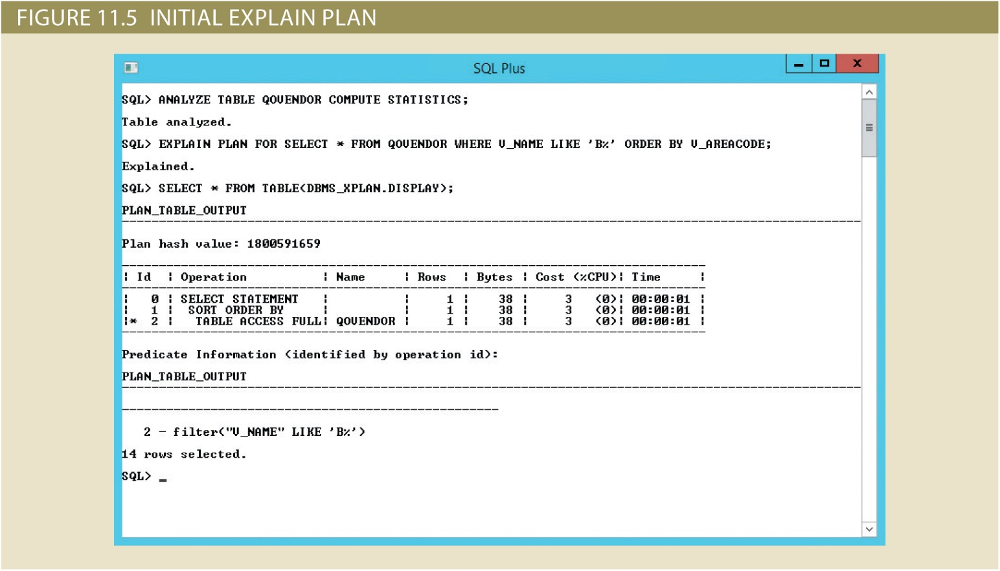 FIGURE 11.5 INITIAL EXPLAIN PLAN
SQL Plus
SQL> ANALYZE TABLE QOVENDOR COMPUTE STATISTICS;
Table analyzed.
SQL> EXPLAIN PLAN FOR SELECT * FROM QOVENDOR WHERE V_NAME LIKE 'B%' ORDER BY V_AREACODE;
Explained.
SQL> SELECT * FROM TABLE(DBMS_XPLAN.DISPLAY);
PLAN_TABLE_OUTPUT
--------------------------------------------------------------------------------
Plan hash value: 1800591659
--------------------------------------------------------------------------------
| Id | Operation | Name | Rows | Bytes | Cost (%CPU)| Time |
--------------------------------------------------------------------------------
| 0 | SELECT STATEMENT | | 1 | 38 | 3 (0)| 00:00:01 |
| 1 | SORT ORDER BY | | 1 | 38 | 3 (0)| 00:00:01 |
|* 2 | TABLE ACCESS FULL| QOVENDOR | 1 | 38 | 3 (0)| 00:00:01 |
--------------------------------------------------------------------------------
Predicate Information (identified by operation id):
PLAN_TABLE_OUTPUT
--------------------------------------------------------------------------------
---------------------------------------------------
2 - filter("V_NAME" LIKE 'B%')
14 rows selected.
SQL> _